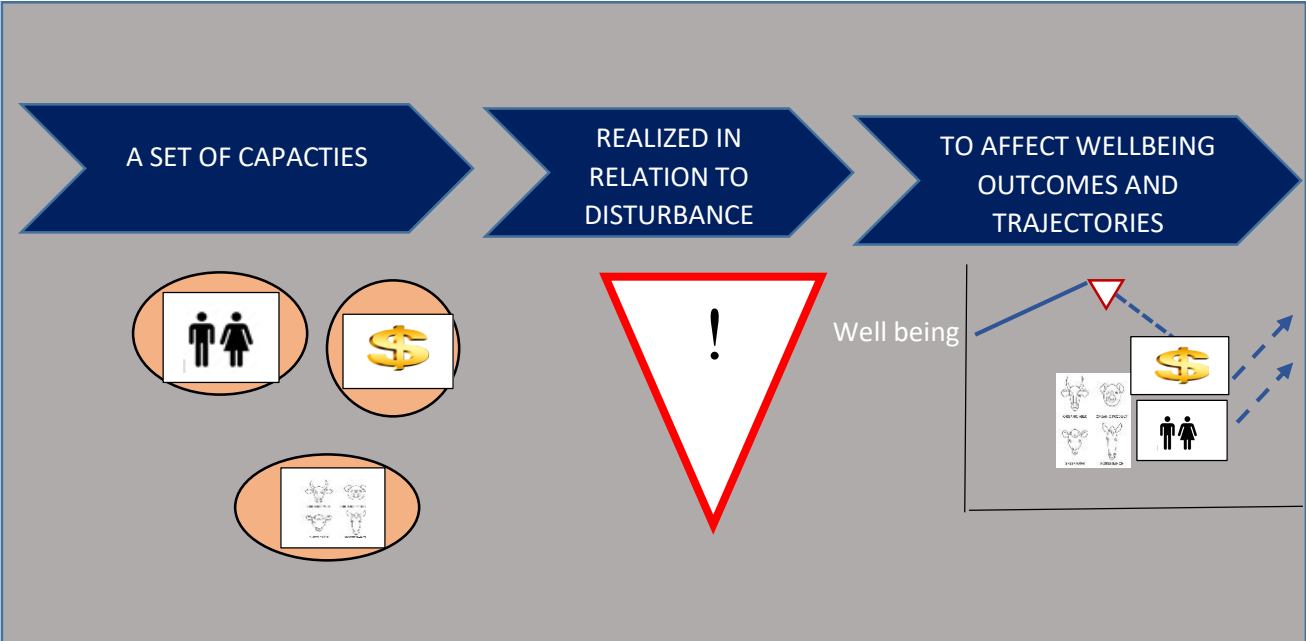 A SET OF CAPACTIES
REALIZED IN
RELATION TO
DISTURBANCE
TO AFFECT WELLBEING
OUTCOMES AND
TRAJECTORIES
!
Well being